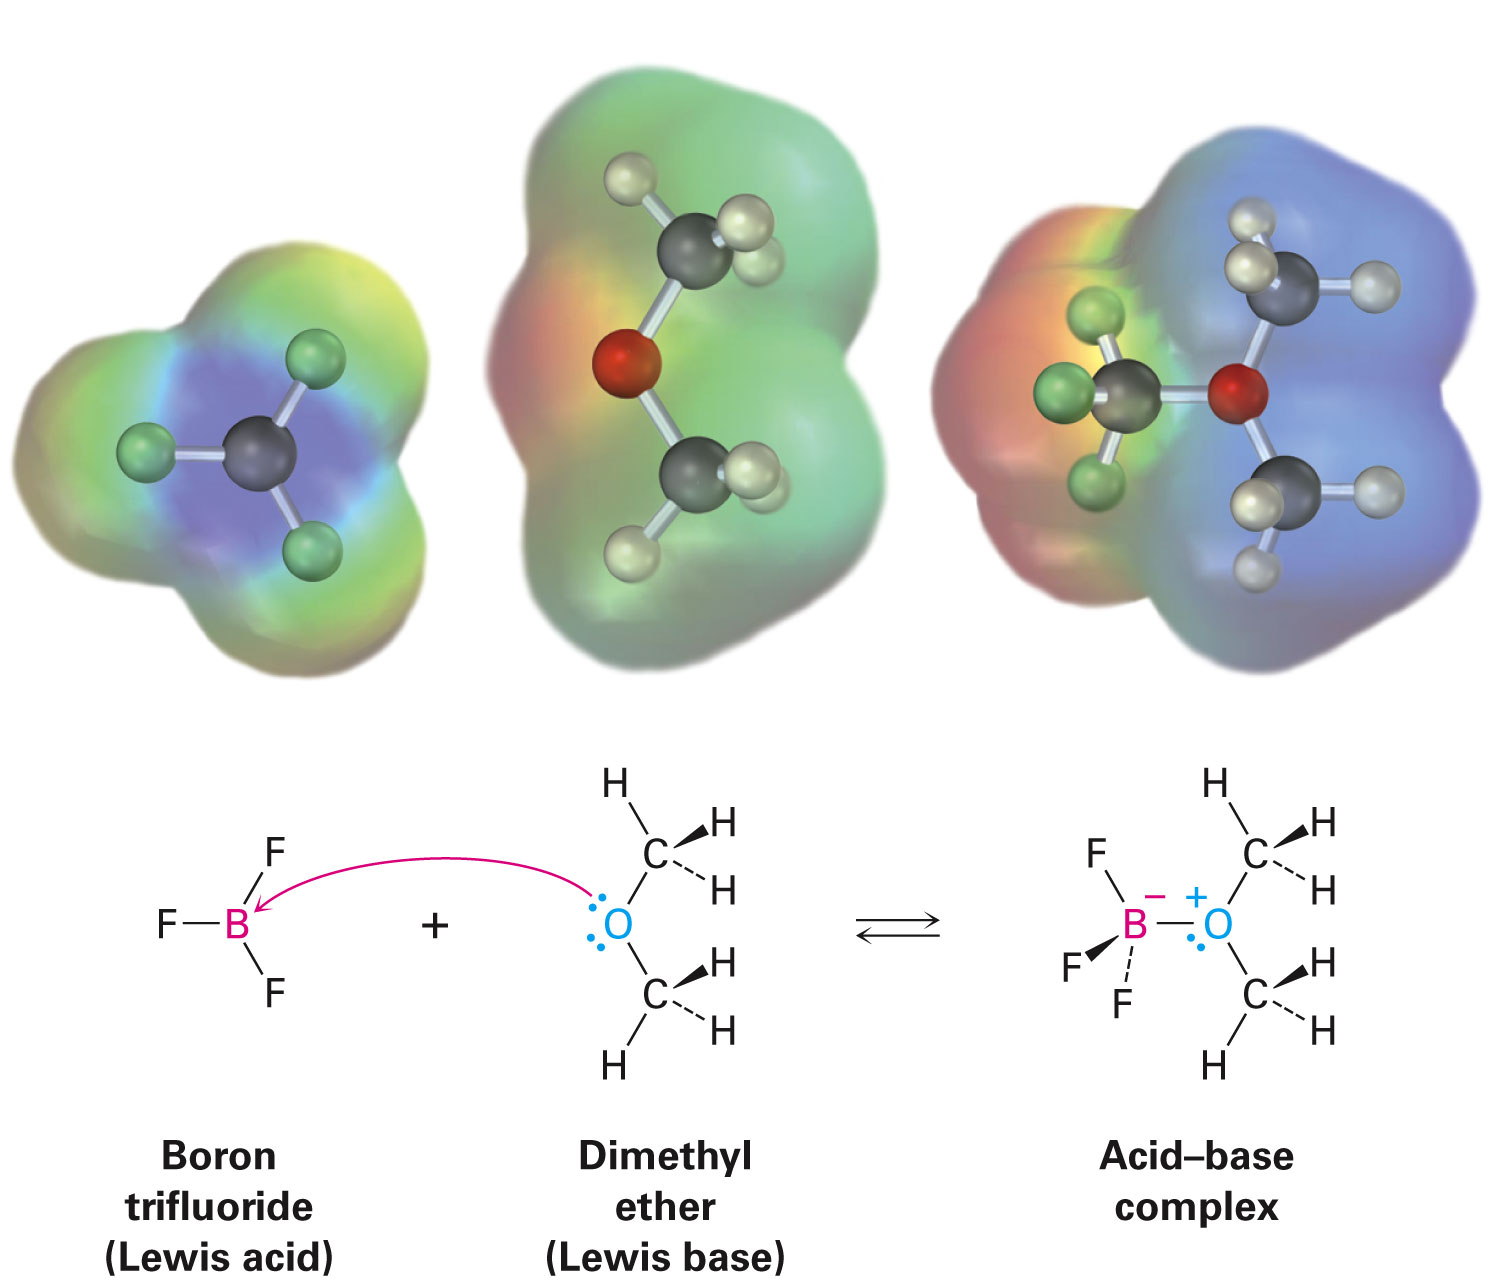 H H
C H C H
F H F − + H
F B + O B O
F H F F H
C H C H
H H
Boron
trifluoride
(Lewis acid)
Dimethyl
ether
(Lewis base)
Acid–base
complex